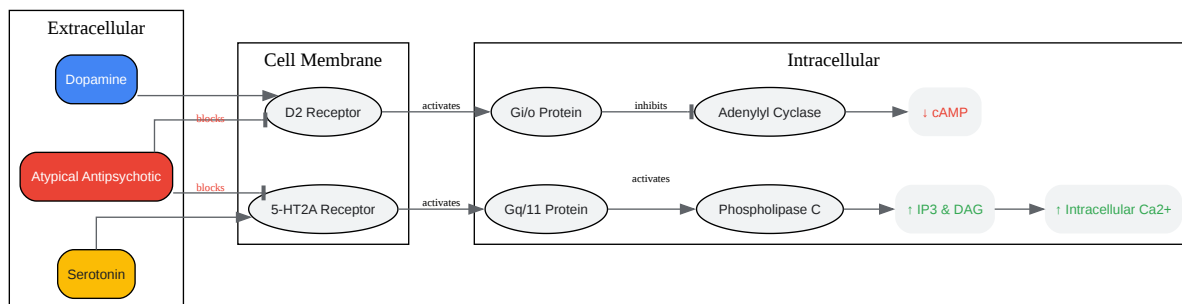 Extracellular
Cell Membrane
Intracellular
Dopamine
D2 Receptor
activates
Gi/o Protein
inhibits
Adenylyl Cyclase
↓ cAMP
blocks
Atypical Antipsychotic
blocks
5-HT2A Receptor
activates
Gq/11 Protein
activates
Phospholipase C
↑ IP3 & DAG
↑ Intracellular Ca2+
Serotonin